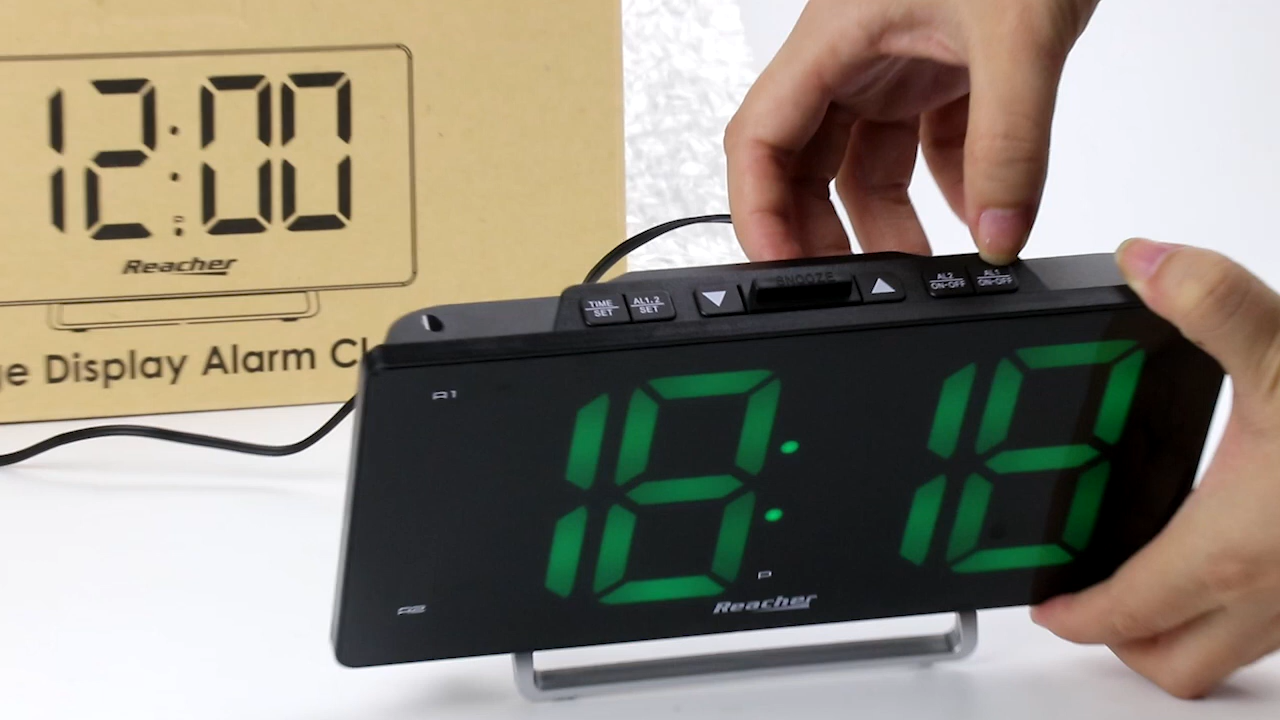 12:00
P
Reacher
ge Display Alarm Cl
TIME SET
AL1.2 SET
SNOOZE
AL2 ON-OFF
AL1 ON-OFF
A1
18:18
A2
P
Reacher